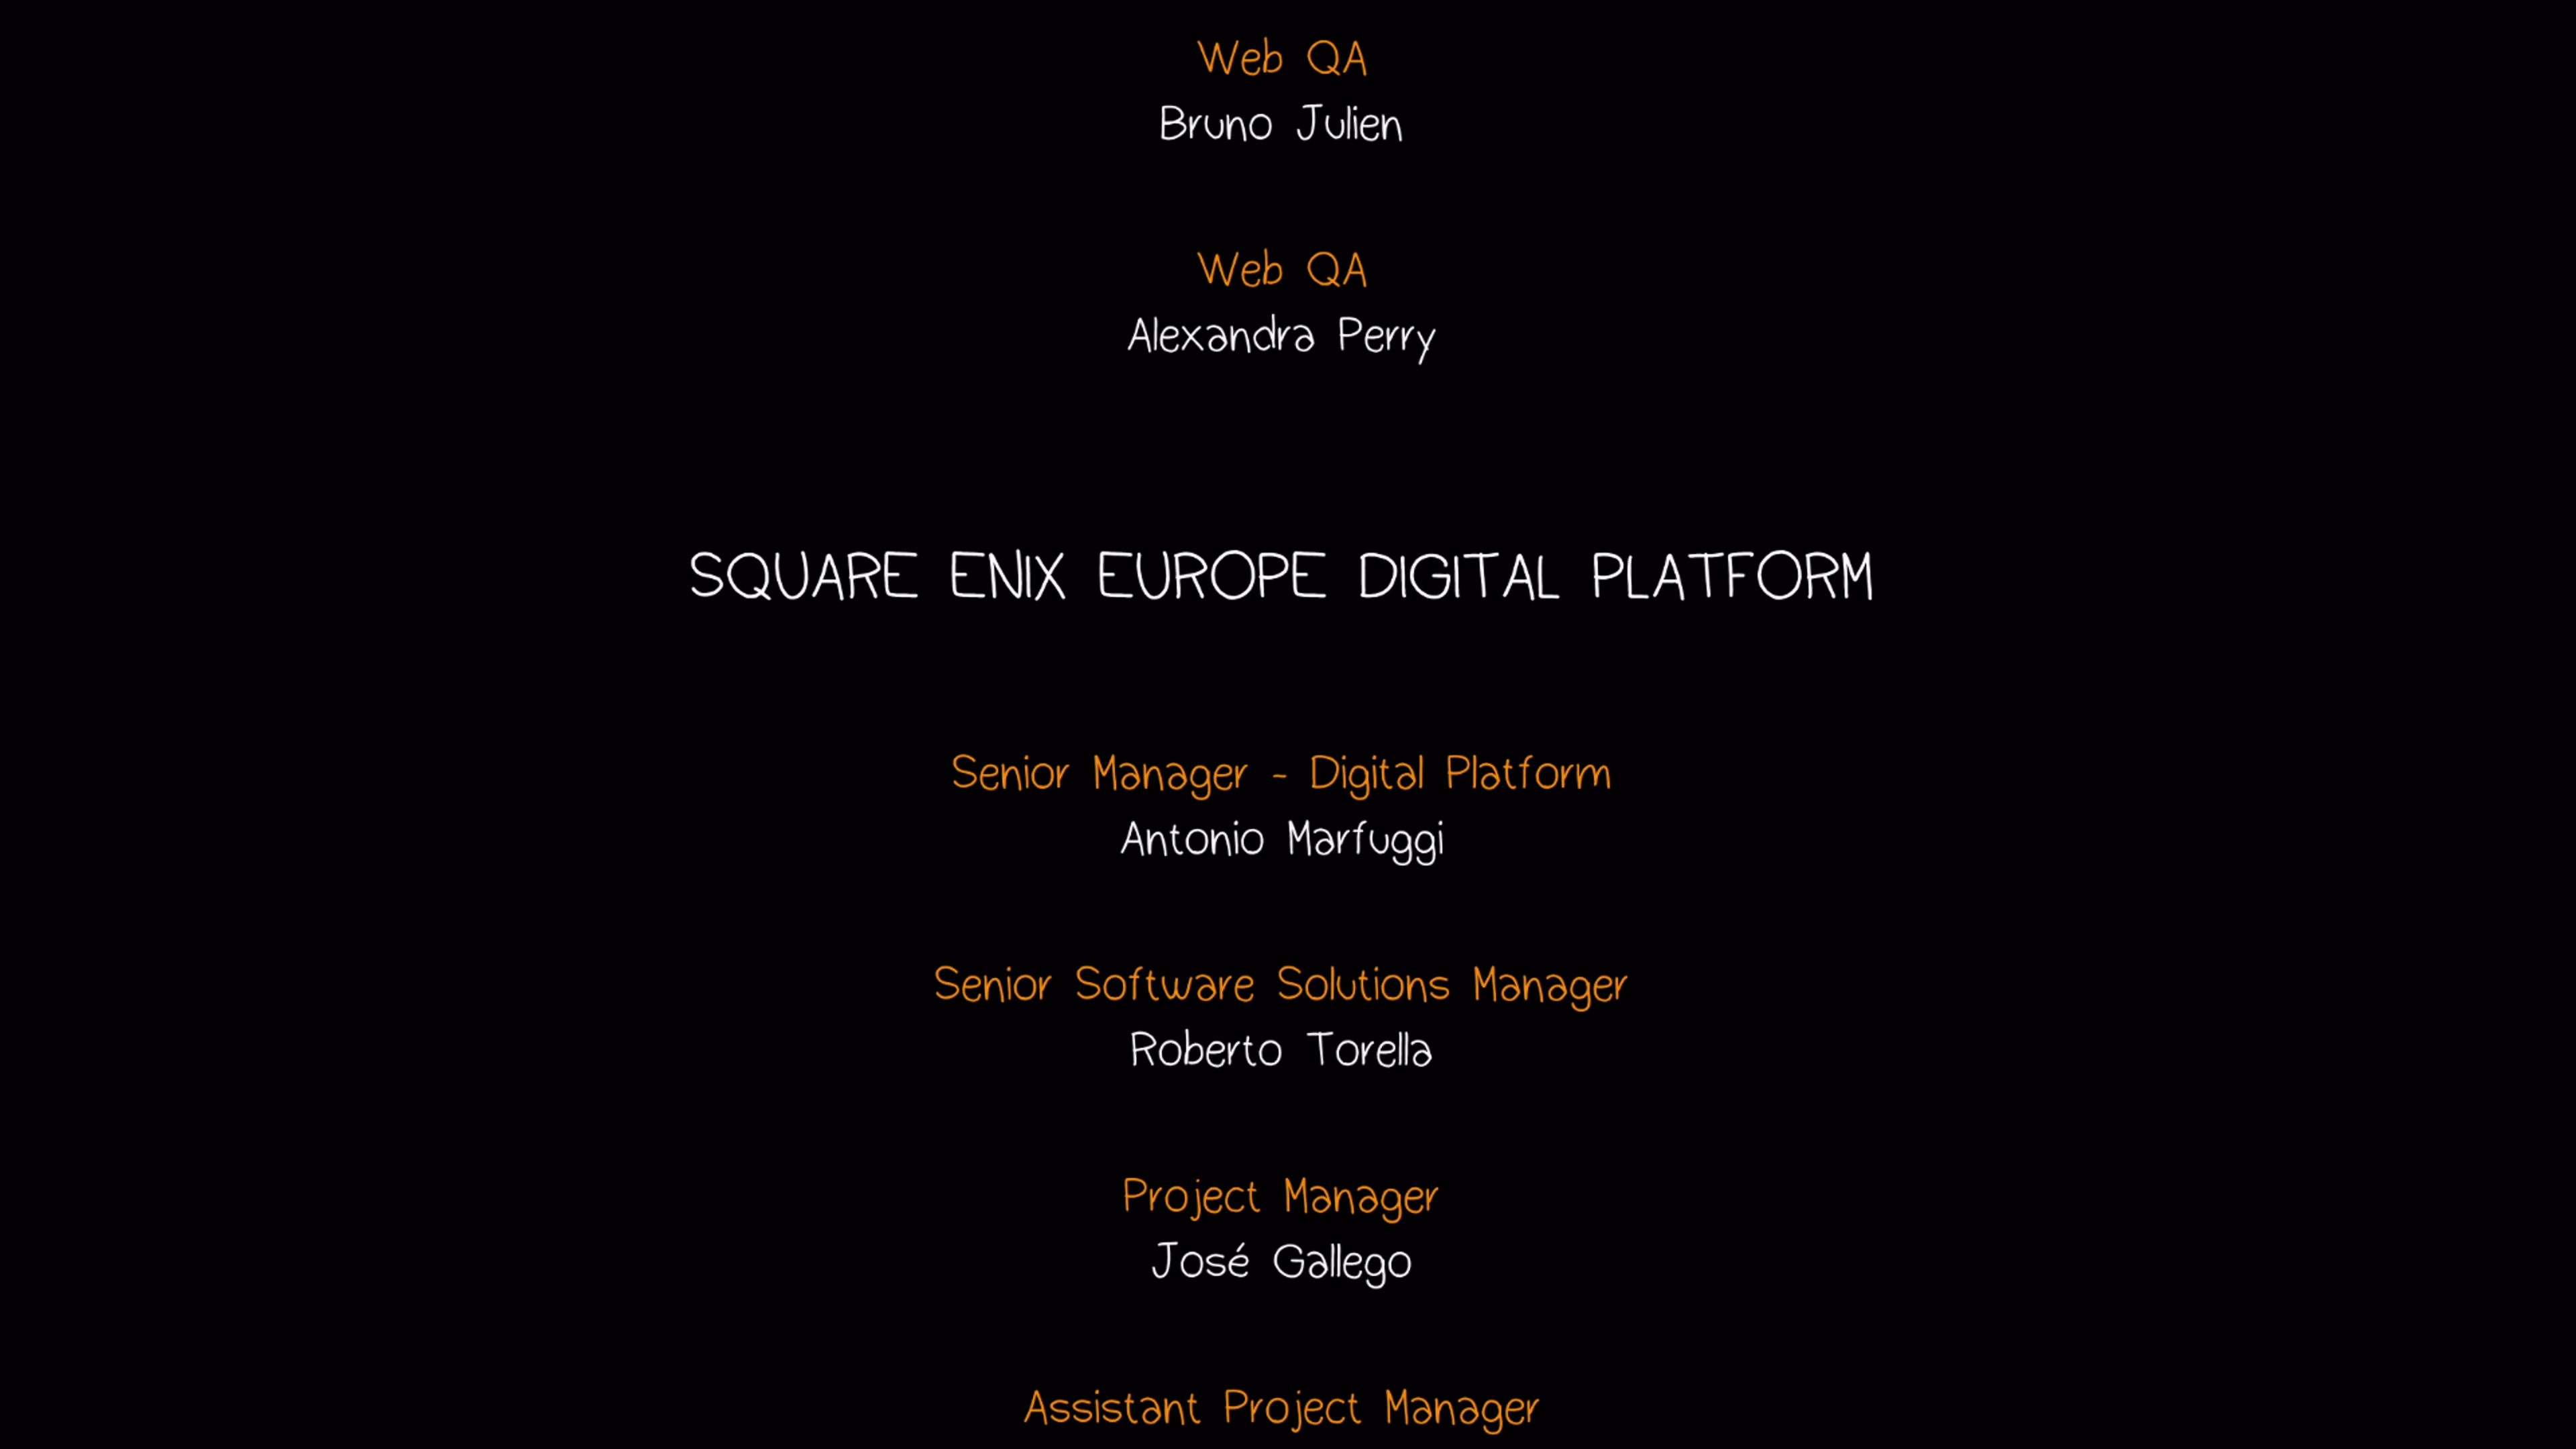 Web QA
Bruno Julien
Web QA
Alexandra Perry
SQUARE ENIX EUROPE DIGITAL PLATFORM
Senior Manager - Digital Platform
Antonio Marfuggi
Senior Software Solutions Manager
Roberto Torella
Project Manager
José Gallego
Assistant Project Manager